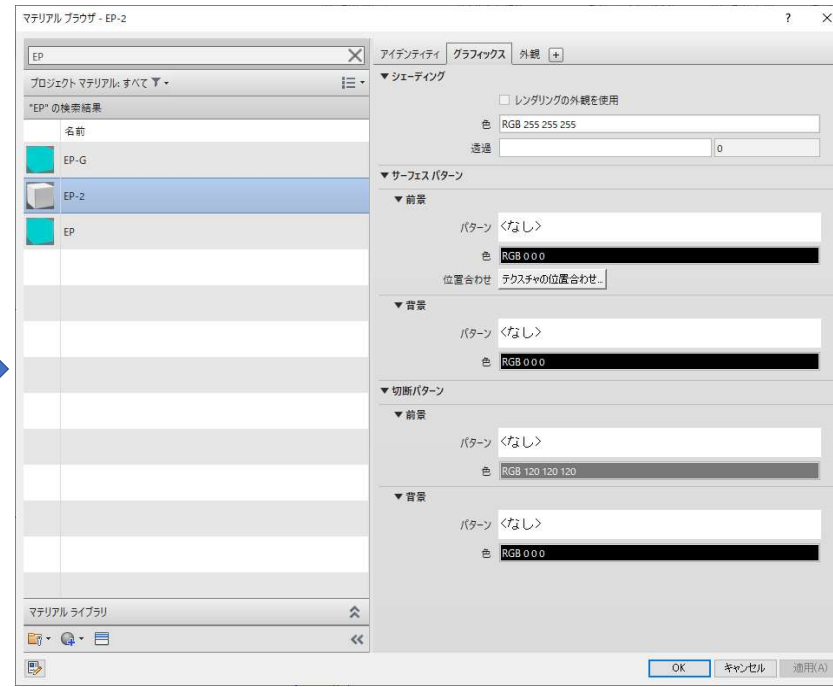 マテリアル ブラウザ - EP-2
? ×
EP
プロジェクト マテリアル: すべて
"EP" の検索結果
名前
EP-G
EP-2
EP
マテリアル ライブラリ
アイデンティティ グラフィックス 外観 +
▼ シェーディング
レンダリングの外観を使用
色 RGB 255 255 255
透過 0
▼ サーフェス パターン
▼ 前景
パターン <なし>
色 RGB 0 0 0
位置合わせ テクスチャの位置合わせ...
▼ 背景
パターン <なし>
色 RGB 0 0 0
▼ 切断パターン
▼ 前景
パターン <なし>
色 RGB 120 120 120
▼ 背景
パターン <なし>
色 RGB 0 0 0
OK キャンセル 適用(A)